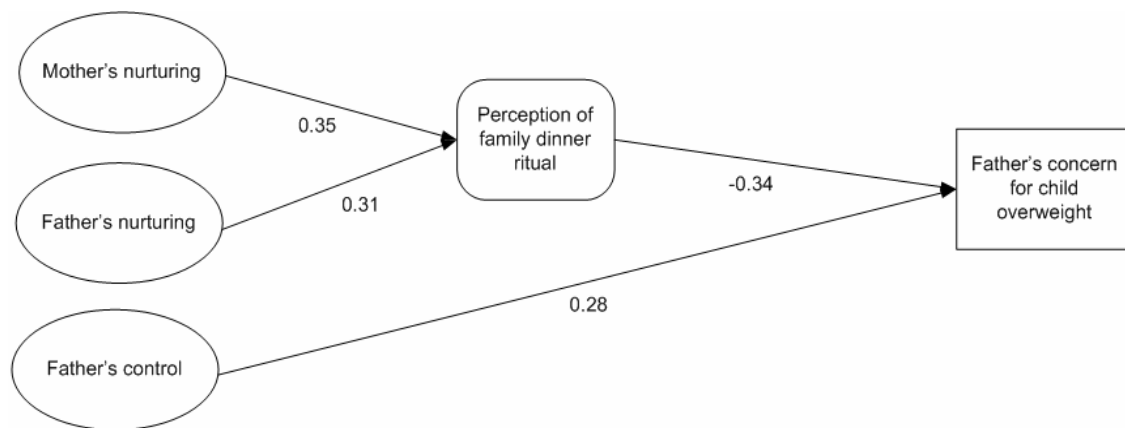 Mother’s nurturing
0.35
Perception of
family dinner
ritual
Father’s nurturing
0.31
-0.34
Father’s concern
for child
overweight
0.28
Father’s control